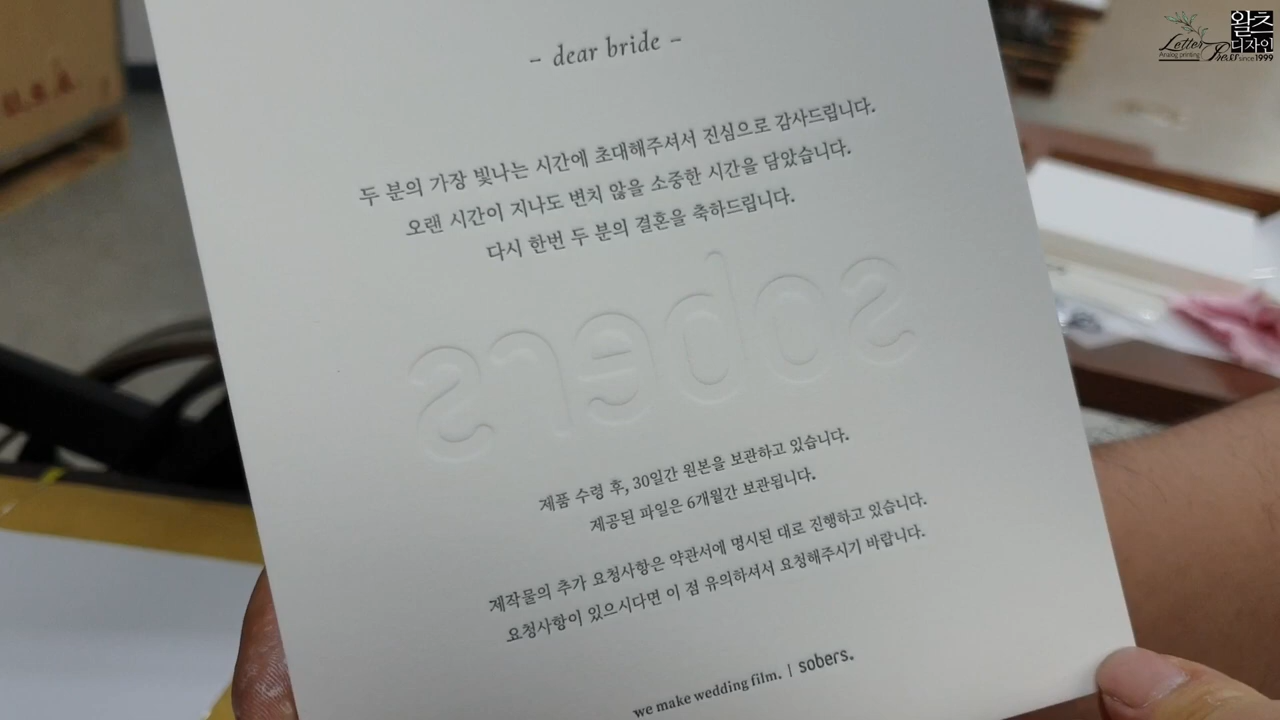 - dear bride -
두 분의 가장 빛나는 시간에 초대해주셔서 진심으로 감사드립니다.
오랜 시간이 지나도 변치 않을 소중한 시간을 담았습니다.
다시 한번 두 분의 결혼을 축하드립니다.
sobers
제품 수령 후, 30일간 원본을 보관하고 있습니다.
제공된 파일은 6개월간 보관됩니다.
제작물의 추가 요청사항은 약관서에 명시된 대로 진행하고 있습니다.
요청사항이 있으시다면 이 점 유의하셔서 요청해주시기 바랍니다.
we make wedding film. | sobers.
Letter Press
Analog printing
왈츠
디자인
since 1999